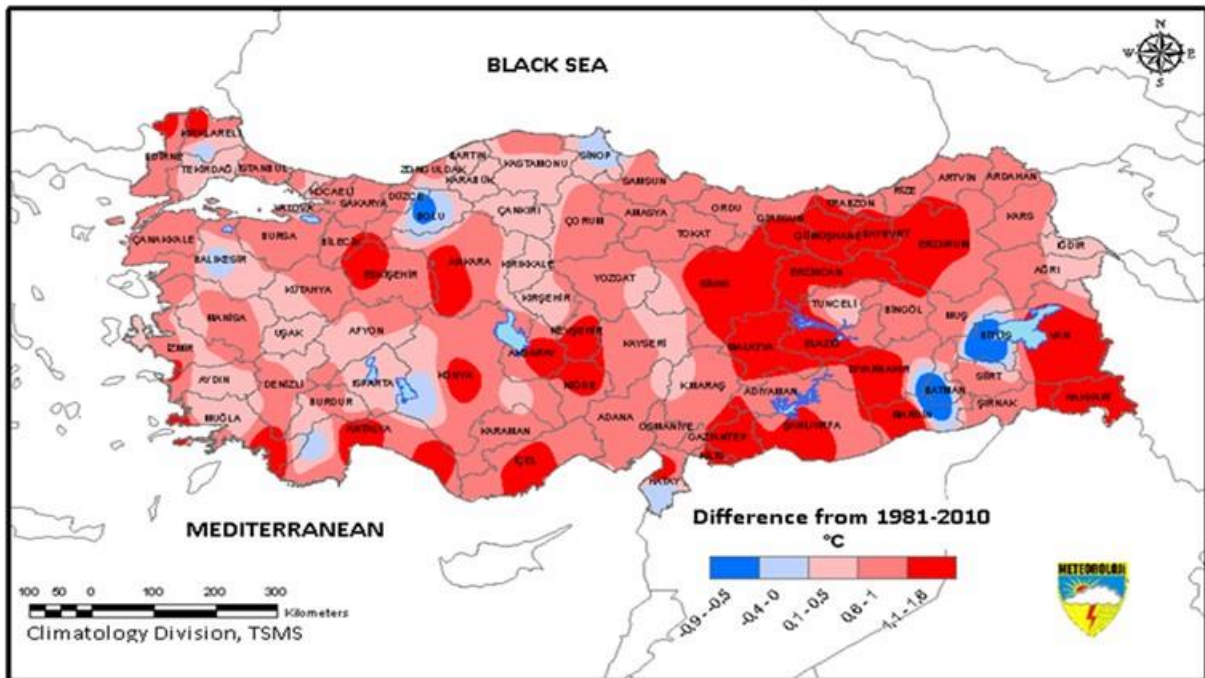 N
W E
S
BLACK SEA
KIRKLARELİ
EDİRNE
TEKİRDAĞ
İSTANBUL
KOCAELİ
YALOVA
SAKARYA
DÜZCE
ZONGULDAK
BARTIN
KARABÜK
KASTAMONU
SİNOP
BOLU
ÇANKIRI
SAMSUN
ÇORUM
AMASYA
ORDU
TOKAT
GİRESUN
TRABZON
RİZE
ARTVİN
ARDAHAN
KARS
IĞDIR
AĞRI
GÜMÜŞHANE
BAYBURT
ERZURUM
ERZİNCAN
ÇANAKKALE
BALIKESİR
BURSA
BİLECİK
ESKİŞEHİR
ANKARA
KIRIKKALE
KIRŞEHİR
YOZGAT
SİVAS
TUNCELİ
BİNGÖL
MUŞ
BİTLİS
VAN
KÜTAHYA
MANİSA
UŞAK
AFYON
İZMİR
AYDIN
DENİZLİ
BURDUR
ISPARTA
KONYA
AKSARAY
NEVŞEHİR
NİĞDE
KAYSERİ
MALATYA
ELAZIĞ
DİYARBAKIR
BATMAN
SİİRT
ŞIRNAK
HAKKARİ
MARDİN
ADIYAMAN
K.MARAŞ
ŞANLIURFA
GAZİANTEP
KİLİS
OSMANİYE
ADANA
HATAY
İÇEL
KARAMAN
ANTALYA
MUĞLA
MEDITERRANEAN
Difference from 1981-2010
°C
-0,9 - -0,5
-0,4 - 0
0,1 - 0,5
0,6 - 1
1,1 - 1,8
METEOROLOJİ
100 50 0 100 200 300
Kilometers
Climatology Division, TSMS